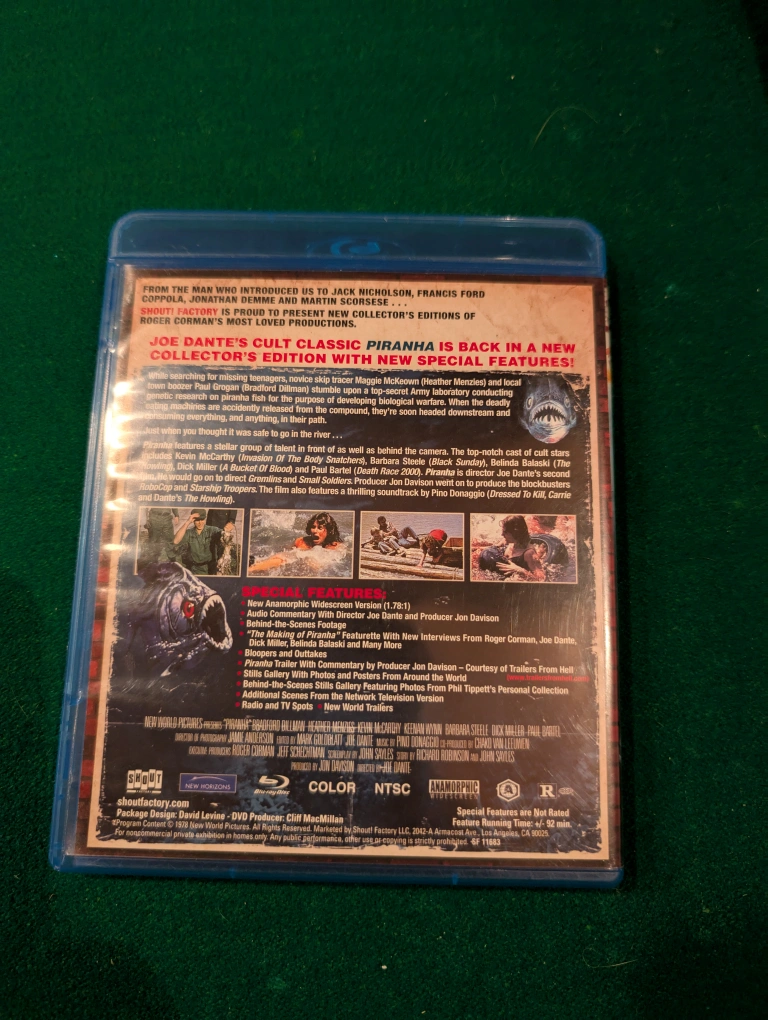 FROM THE MAN WHO INTRODUCED US TO JACK NICHOLSON, FRANCIS FORD
COPPOLA, JONATHAN DEMME AND MARTIN SCORSESE . . .
SHOUT! FACTORY IS PROUD TO PRESENT NEW COLLECTOR'S EDITIONS OF
ROGER CORMAN'S MOST LOVED PRODUCTIONS.
JOE DANTE'S CULT CLASSIC PIRANHA IS BACK IN A NEW
COLLECTOR'S EDITION WITH NEW SPECIAL FEATURES!
While searching for missing teenagers, novice skip tracer Maggie McKeown (Heather Menzies) and local
town boozer Paul Grogan (Bradford Dillman) stumble upon a top-secret Army laboratory conducting
genetic research on piranha fish for the purpose of developing biological warfare. When the deadly
eating machines are accidently released from the compound, they're soon headed downstream and
consuming everything, and anything, in their path.
Just when you thought it was safe to go in the river . . .
Piranha features a stellar group of talent in front of as well as behind the camera. The top-notch cast of cult stars
includes Kevin McCarthy (Invasion Of The Body Snatchers), Barbara Steele (Black Sunday), Belinda Balaski (The
Howling), Dick Miller (A Bucket Of Blood) and Paul Bartel (Death Race 2000). Piranha is director Joe Dante's second
film. He would go on to direct Gremlins and Small Soldiers. Producer Jon Davison went on to produce the blockbusters
RoboCop and Starship Troopers. The film also features a thrilling soundtrack by Pino Donaggio (Dressed To Kill, Carrie
and Dante's The Howling).
SPECIAL FEATURES:
• New Anamorphic Widescreen Version (1.78:1)
• Audio Commentary With Director Joe Dante and Producer Jon Davison
• Behind-the-Scenes Footage
• "The Making of Piranha" Featurette With New Interviews From Roger Corman, Joe Dante,
Dick Miller, Belinda Balaski and Many More
• Bloopers and Outtakes
• Piranha Trailer With Commentary by Producer Jon Davison – Courtesy of Trailers From Hell
(www.trailersfromhell.com)
• Stills Gallery With Photos and Posters From Around the World
• Behind-the-Scenes Stills Gallery Featuring Photos From Phil Tippett's Personal Collection
• Additional Scenes From the Network Television Version
• Radio and TV Spots • New World Trailers
NEW WORLD PICTURES PRESENTS "PIRANHA" BRADFORD DILLMAN HEATHER MENZIES KEVIN McCARTHY KEENAN WYNN BARBARA STEELE DICK MILLER PAUL BARTEL
DIRECTOR OF PHOTOGRAPHY JAMIE ANDERSON EDITED BY MARK GOLDBLATT JOE DANTE MUSIC BY PINO DONAGGIO CO-PRODUCED BY CHAKO VAN LEEUWEN
EXECUTIVE PRODUCERS ROGER CORMAN JEFF SCHECHTMAN SCREENPLAY BY JOHN SAYLES STORY BY RICHARD ROBINSON AND JOHN SAYLES
PRODUCED BY JON DAVISON DIRECTED BY JOE DANTE
SHOUT NEW HORIZONS Blu-ray Disc COLOR NTSC ANAMORPHIC WIDESCREEN A R
shoutfactory.com
Package Design: David Levine - DVD Producer: Cliff MacMillan
Special Features are Not Rated
Feature Running Time: +/- 92 min.
Program Content © 1978 New World Pictures. All Rights Reserved. Marketed by Shout! Factory LLC, 2042-A Armacost Ave., Los Angeles, CA 90025.
For noncommercial private exhibition in homes only. Any public performance, other use or copying is strictly prohibited. SF 11683